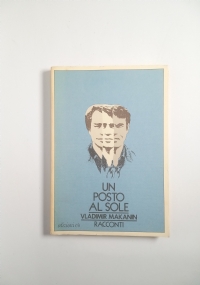 UN
POSTO
AL SOLE
VLADIMIR MAKANIN
RACCONTI